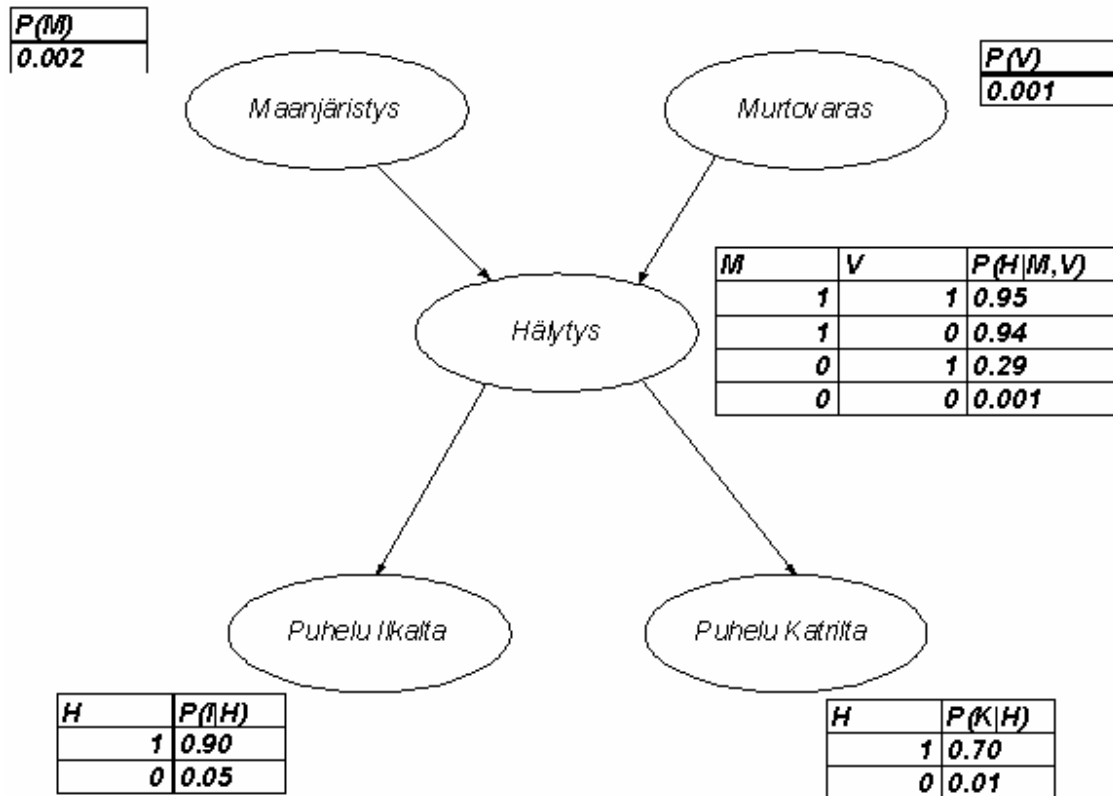 P(M)
0.002
Maanjäristys
Murtovaras
P(V)
0.001
M V P(H|M,V)
1 1 0.95
1 0 0.94
0 1 0.29
0 0 0.001
Hälytys
Puhelu Ilkalta
Puhelu Katrilta
H P(I|H)
1 0.90
0 0.05
H P(K|H)
1 0.70
0 0.01